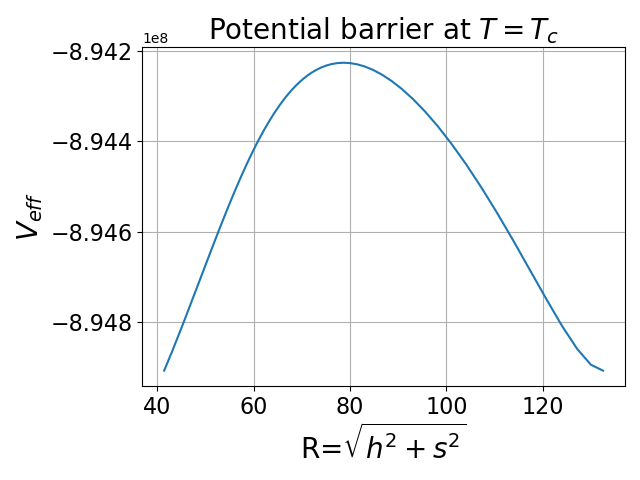 Potential barrier at T = T_c
1e8
−8.942
−8.944
−8.946
−8.948
V_eff
40 60 80 100 120
R=√h² + s²